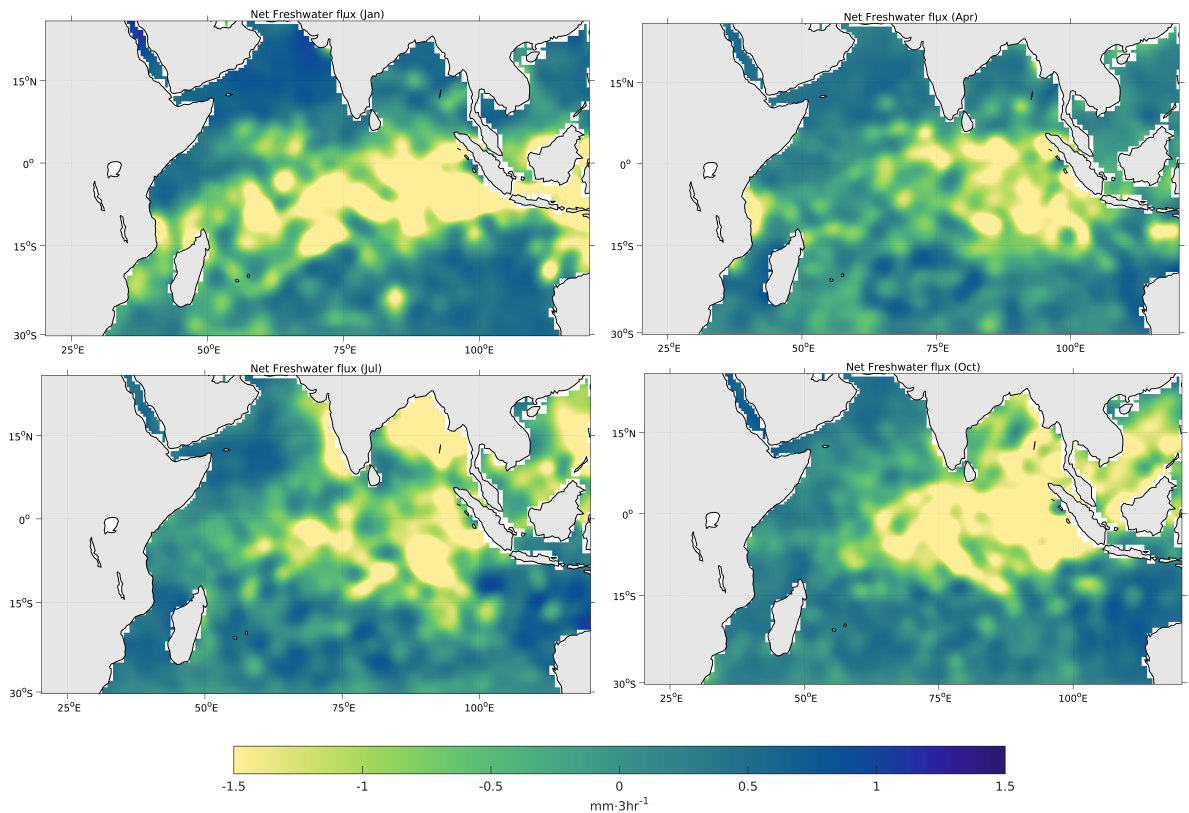 Net Freshwater flux (Jan)
15°N
0°
15°S
30°S
25°E
50°E
75°E
100°E
Net Freshwater flux (Apr)
15°N
0°
15°S
30°S
25°E
50°E
75°E
100°E
Net Freshwater flux (Jul)
15°N
0°
15°S
30°S
25°E
50°E
75°E
100°E
Net Freshwater flux (Oct)
15°N
0°
15°S
30°S
25°E
50°E
75°E
100°E
-1.5 -1 -0.5 0 0.5 1 1.5
mm·3hr⁻¹